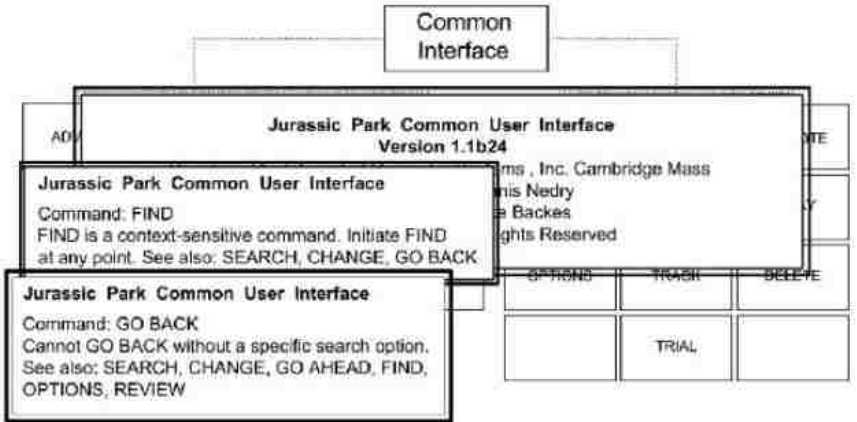 Common
Interface
Jurassic Park Common User Interface
Version 1.1b24
Inc. Cambridge Mass
Nedry
Backes
Reserved
Jurassic Park Common User Interface
Command: FIND
FIND is a context-sensitive command. Initiate FIND
at any point. See also: SEARCH, CHANGE, GO BACK
OPTIONS TRACK DELETE
Jurassic Park Common User Interface
Command: GO BACK
Cannot GO BACK without a specific search option.
See also: SEARCH, CHANGE, GO AHEAD, FIND,
OPTIONS, REVIEW
TRIAL